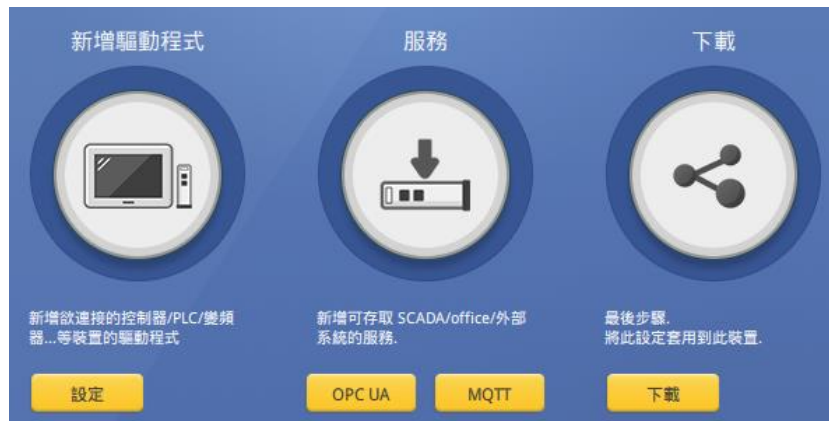 新增驅動程式
服務
下載
新增欲連接的控制器/PLC/變頻
器...等裝置的驅動程式
新增可存取 SCADA/office/外部
系統的服務.
最後步驟.
將此設定套用到此裝置.
設定
OPC UA
MQTT
下載